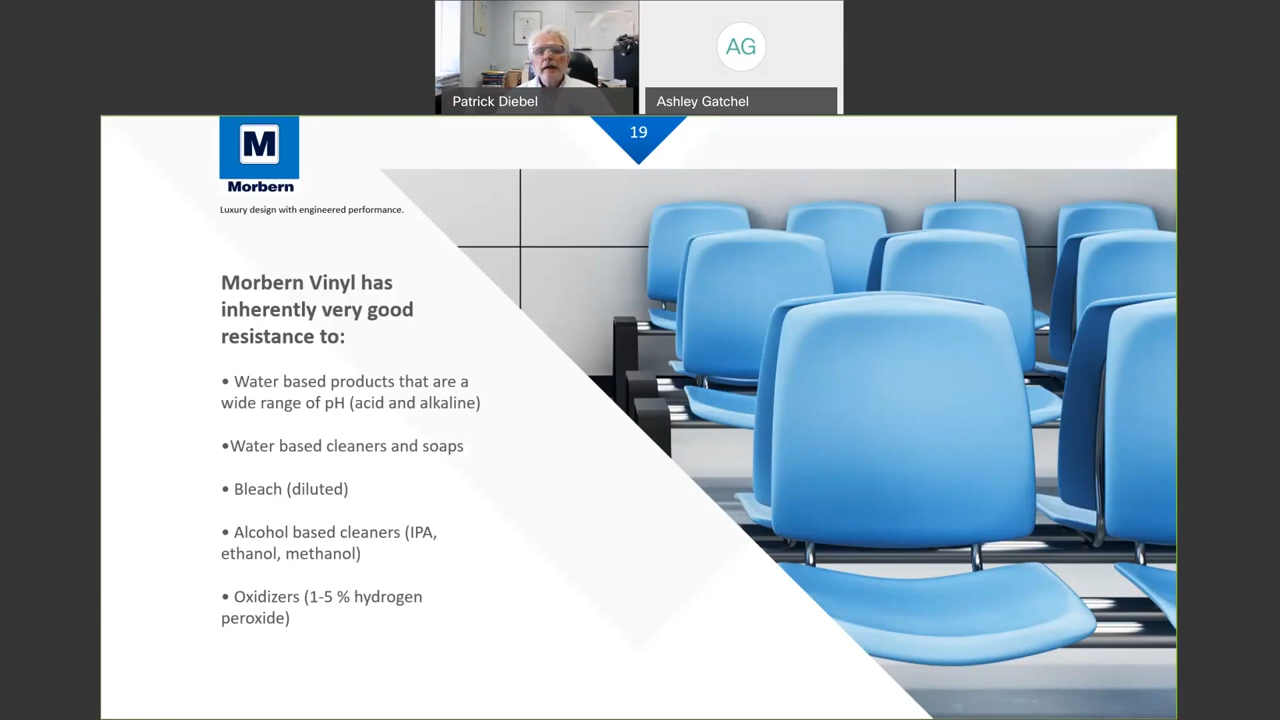 AG
Patrick Diebel
Ashley Gatchel
19
M
Morbern
Luxury design with engineered performance.
Morbern Vinyl has
inherently very good
resistance to:
• Water based products that are a
wide range of pH (acid and alkaline)
•Water based cleaners and soaps
• Bleach (diluted)
• Alcohol based cleaners (IPA,
ethanol, methanol)
• Oxidizers (1-5 % hydrogen
peroxide)